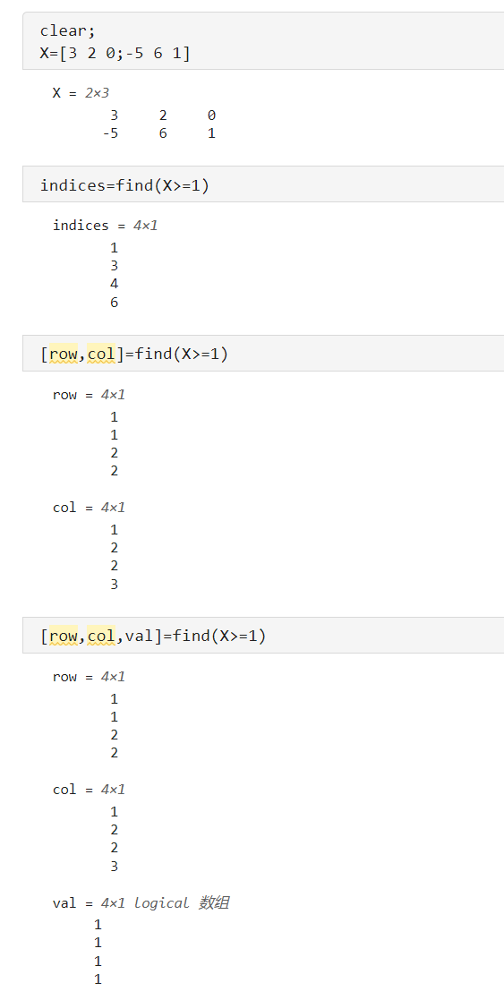 clear;
X=[3 2 0;-5 6 1]
X = 2×3
3 2 0
-5 6 1
indices=find(X>=1)
indices = 4×1
1
3
4
6
[row,col]=find(X>=1)
row = 4×1
1
1
2
2
col = 4×1
1
2
2
3
[row,col,val]=find(X>=1)
row = 4×1
1
1
2
2
col = 4×1
1
2
2
3
val = 4×1 logical 数组
1
1
1
1